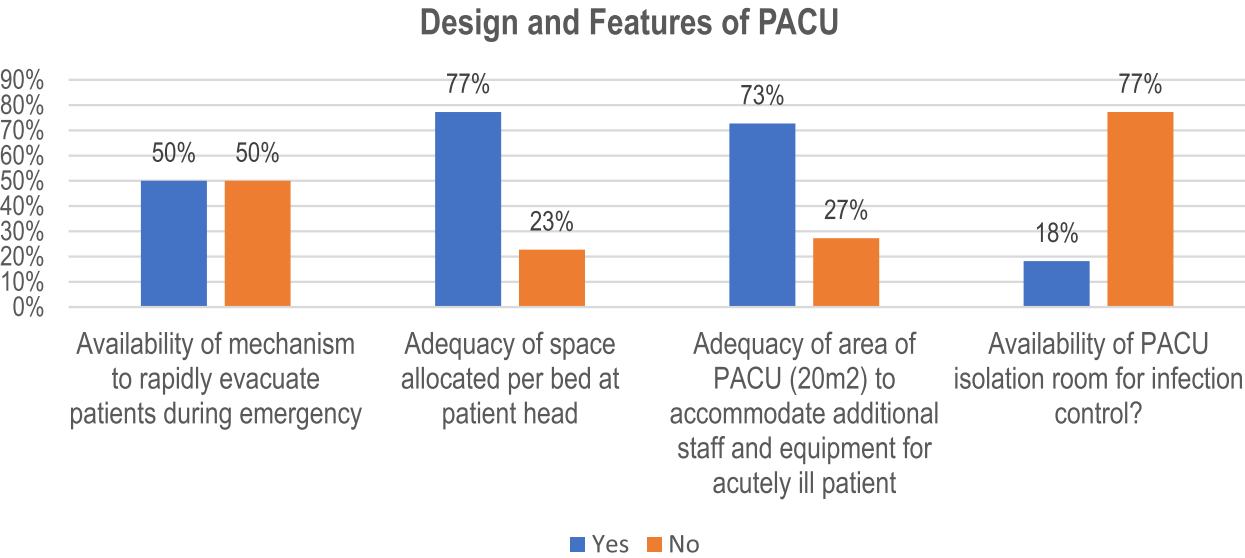 Design and Features of PACU
90%
80%
70%
60%
50%
40%
30%
20%
10%
0%
50%
50%
77%
23%
73%
27%
18%
77%
Availability of mechanism
to rapidly evacuate
patients during emergency
Adequacy of space
allocated per bed at
patient head
Adequacy of area of
PACU (20m2) to
accommodate additional
staff and equipment for
acutely ill patient
Availability of PACU
isolation room for infection
control?
Yes
No